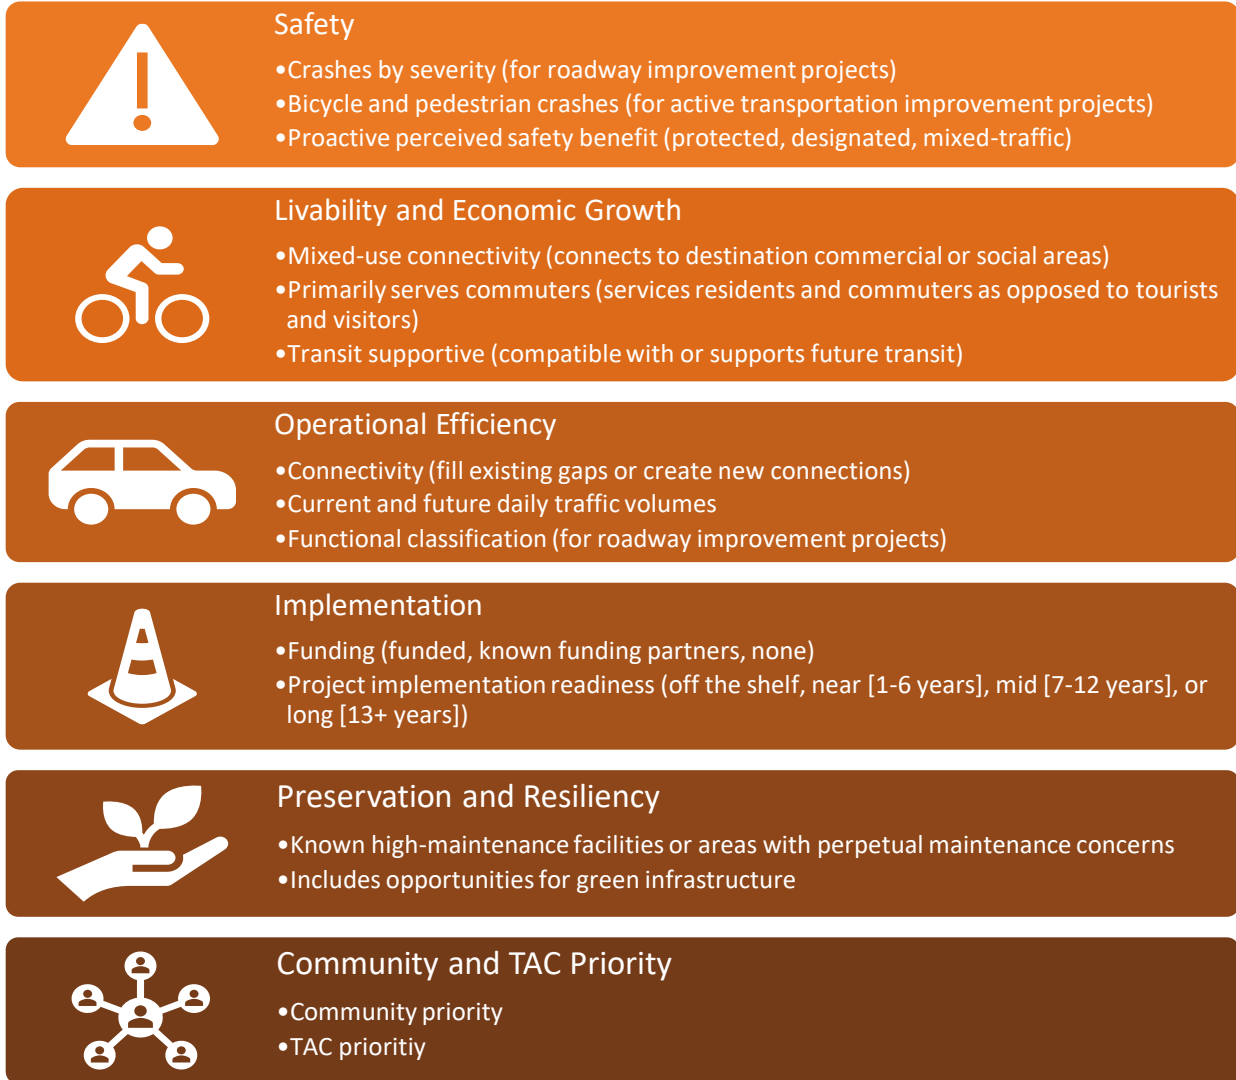 Safety
•Crashes by severity (for roadway improvement projects)
•Bicycle and pedestrian crashes (for active transportation improvement projects)
•Proactive perceived safety benefit (protected, designated, mixed-traffic)
Livability and Economic Growth
•Mixed-use connectivity (connects to destination commercial or social areas)
•Primarily serves commuters (services residents and commuters as opposed to tourists
and visitors)
•Transit supportive (compatible with or supports future transit)
Operational Efficiency
•Connectivity (fill existing gaps or create new connections)
•Current and future daily traffic volumes
•Functional classification (for roadway improvement projects)
Implementation
•Funding (funded, known funding partners, none)
•Project implementation readiness (off the shelf, near [1-6 years], mid [7-12 years], or
long [13+ years])
Preservation and Resiliency
•Known high-maintenance facilities or areas with perpetual maintenance concerns
•Includes opportunities for green infrastructure
Community and TAC Priority
•Community priority
•TAC prioritiy